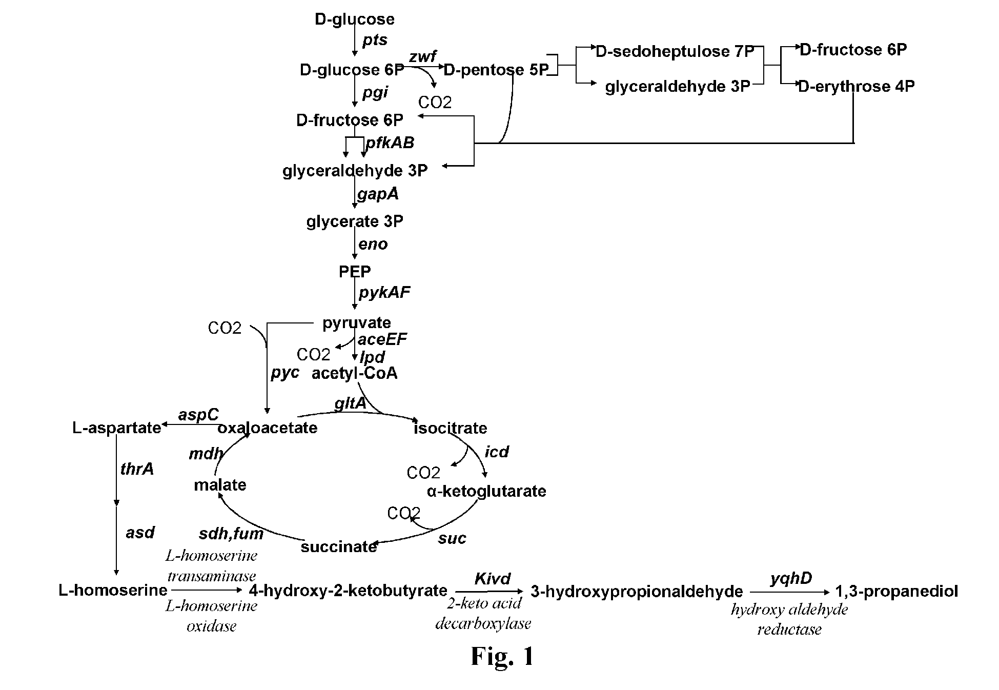 D-glucose
pts
zwf
D-glucose 6P
D-pentose 5P
D-sedoheptulose 7P
D-fructose 6P
glyceraldehyde 3P
D-erythrose 4P
pgi
CO2
D-fructose 6P
pfkAB
glyceraldehyde 3P
gapA
glycerate 3P
eno
PEP
pykAF
pyruvate
CO2
aceEF
CO2
lpd
pyc
acetyl-CoA
gltA
aspC
L-aspartate
oxaloacetate
isocitrate
mdh
icd
thrA
CO2
malate
α-ketoglutarate
CO2
asd
sdh,fum
suc
succinate
L-homoserine
transaminase
L-homoserine
4-hydroxy-2-ketobutyrate
Kivd
3-hydroxypropionaldehyde
yqhD
1,3-propanediol
L-homoserine
oxidase
2-keto acid
decarboxylase
hydroxy aldehyde
reductase
Fig. 1